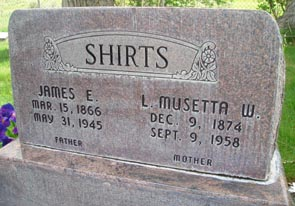 SHIRTS
JAMES E.
MAR. 15, 1866
MAY 31, 1945
FATHER
L. MUSETTA W.
DEC. 9, 1874
SEPT. 9, 1958
MOTHER